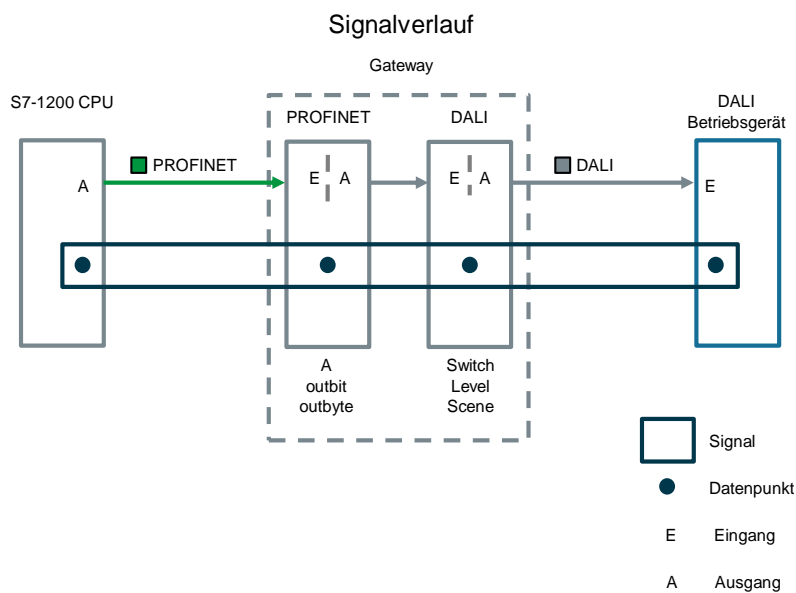 Signalverlauf
Gateway
S7-1200 CPU
PROFINET
DALI
DALI
Betriebsgerät
PROFINET
DALI
A
E A
E A
E
A
outbit
outbyte
Switch
Level
Scene
Signal
Datenpunkt
E Eingang
A Ausgang